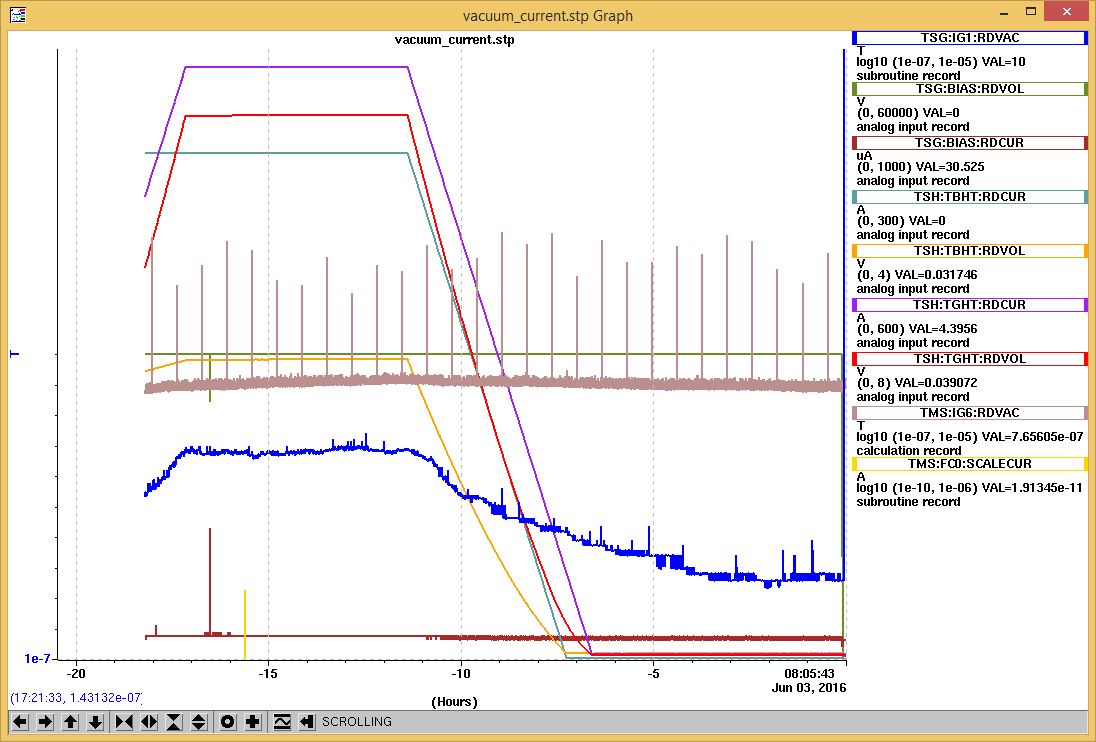 vacuum_current.stp Graph
vacuum_current.stp
TSG:IG1:RDVAC
T
log10 (1e-07, 1e-05) VAL=10
subroutine record
TSG:BIAS:RDVOL
V
(0, 60000) VAL=0
analog input record
TSG:BIAS:RDCUR
uA
(0, 1000) VAL=30.525
analog input record
TSH:TBHT:RDCUR
A
(0, 300) VAL=0
analog input record
TSH:TBHT:RDVOL
V
(0, 4) VAL=0.031746
analog input record
TSH:TGHT:RDCUR
A
(0, 600) VAL=4.3956
analog input record
TSH:TGHT:RDVOL
V
(0, 8) VAL=0.039072
analog input record
TMS:IG6:RDVAC
T
log10 (1e-07, 1e-05) VAL=7.65605e-07
calculation record
TMS:FC0:SCALECUR
A
log10 (1e-10, 1e-06) VAL=1.91345e-11
subroutine record
T
1e-7
-20 -15 -10 -5 08:05:43
Jun 03, 2016
(17:21:33, 1.43132e-07)
(Hours)
SCROLLING